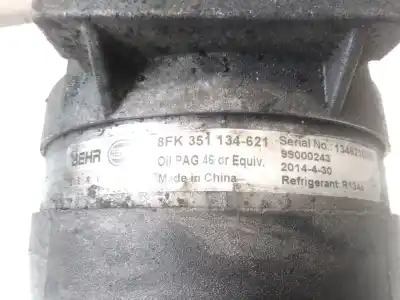 BEHR 8FK 351 134-621 Serial No.:
Oil PAG 46 or Equiv. 99000243
2014-4-30
Made in China Refrigerant: R134a